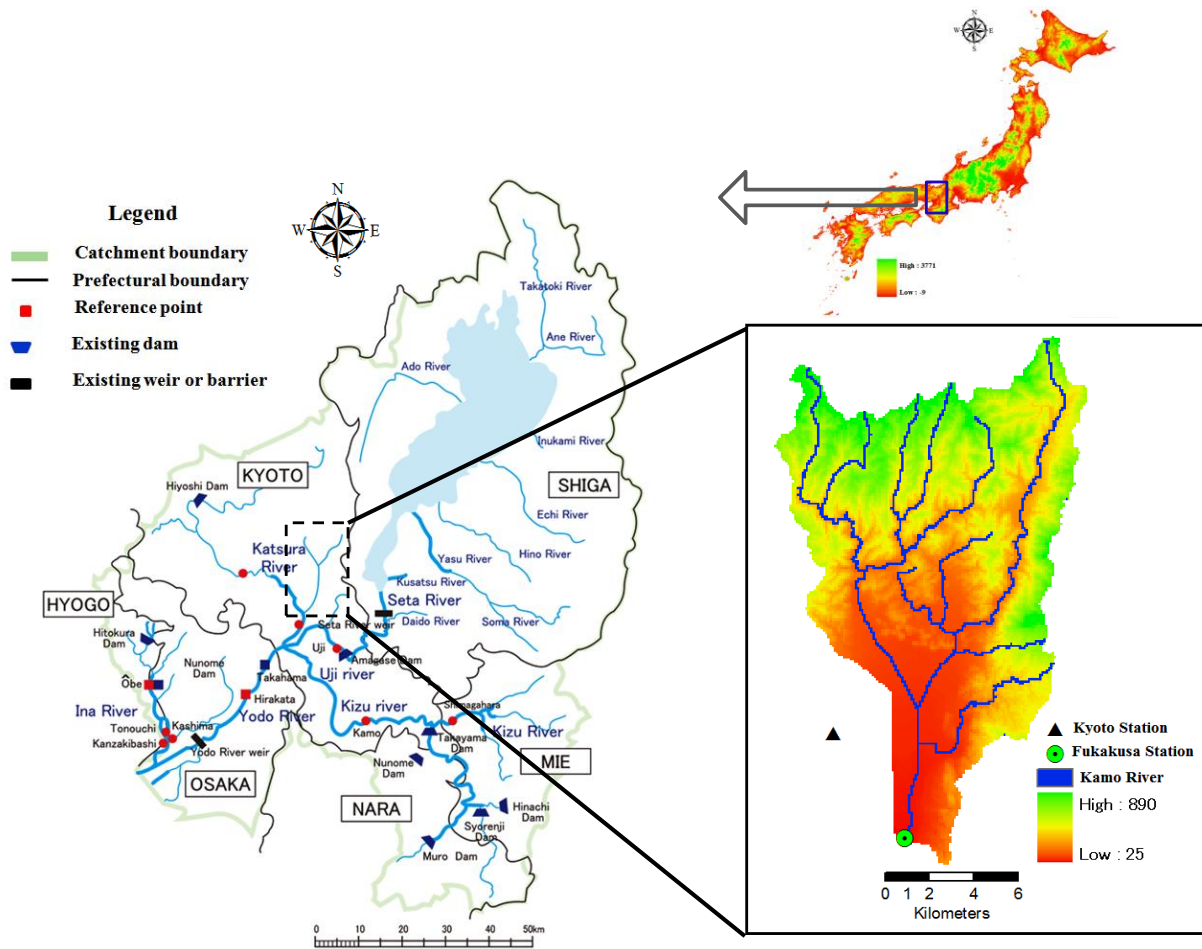 N
W
E
S
High : 3771
Low : -9
Legend
Catchment boundary
Prefectural boundary
Reference point
Existing dam
Existing weir or barrier
N
W
E
S
Takatoki River
Ane River
Ado River
Inukami River
KYOTO
SHIGA
Hiyoshi Dam
Echi River
Katsura
River
Hino River
Yasu River
Kusatsu River
HYOGO
Seta River
Daido River
Soma River
Seta River weir
Hitokura
Dam
Uji
Amagase Dam
Nunome
Dam
Uji river
Takahama
Ôbe
Hirakata
Kizu river
Shimagahara
Ina River
Yodo River
Kizu River
Tonouchi
Kashima
Kamo
Takayama
Dam
Kanzakibashi
Yodo River weir
MIE
OSAKA
Nunome
Dam
NARA
Hinachi
Dam
Syorenji
Dam
Muro Dam
0 10 20 30 40 50km
Kyoto Station
Fukakusa Station
Kamo River
High : 890
Low : 25
0 1 2 4 6
Kilometers